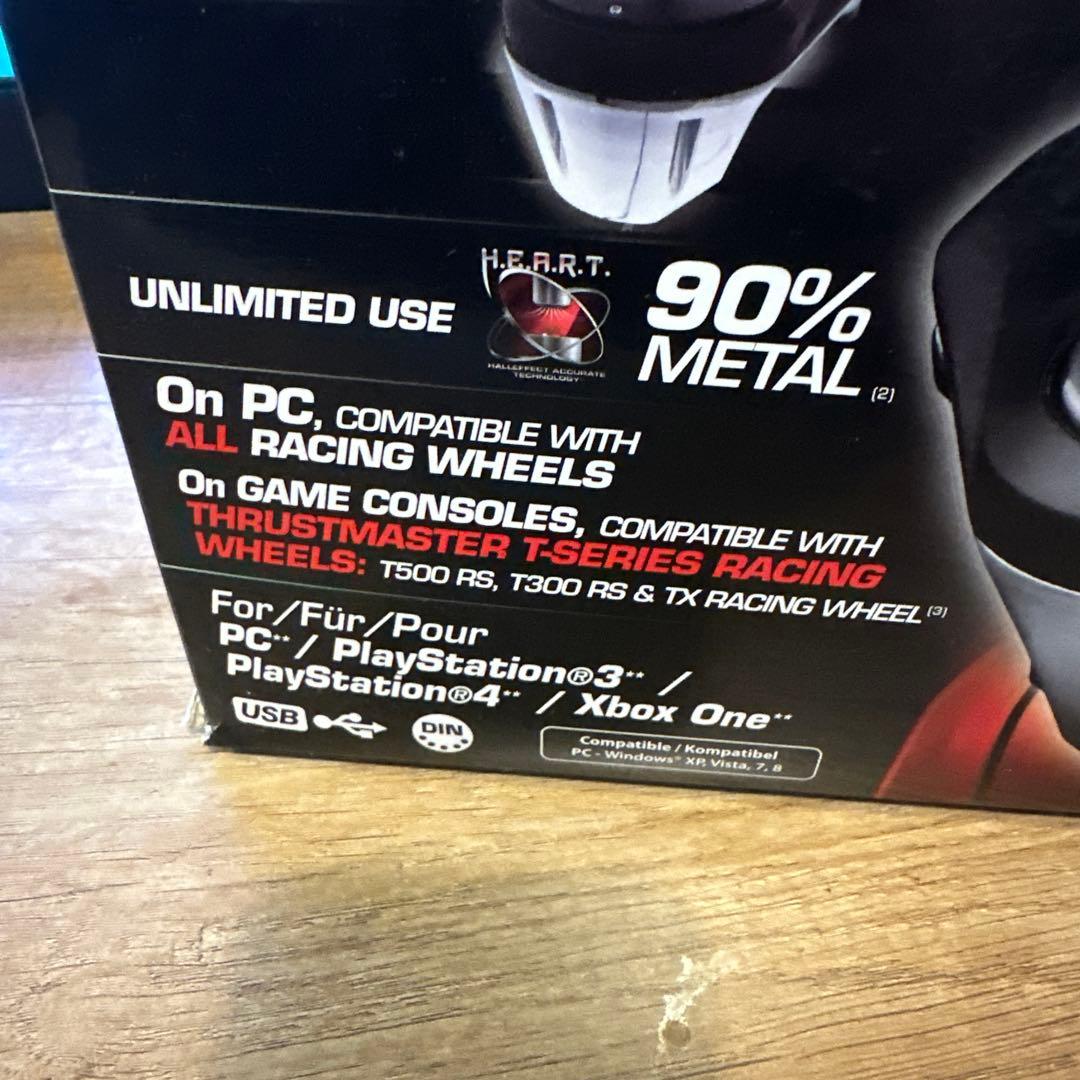 H.E.A.R.T.
HALLEFFECT ACCURATE
TECHNOLOGY
UNLIMITED USE
90%
METAL (2)
On PC, COMPATIBLE WITH
ALL RACING WHEELS
On GAME CONSOLES, COMPATIBLE WITH
THRUSTMASTER T-SERIES RACING
WHEELS: T500 RS, T300 RS & TX RACING WHEEL (3)
For/Für/Pour
PC** / PlayStation®3** /
PlayStation®4** / Xbox One**
USB
DIN
Compatible / Kompatibel
PC - Windows® XP, Vista, 7, 8